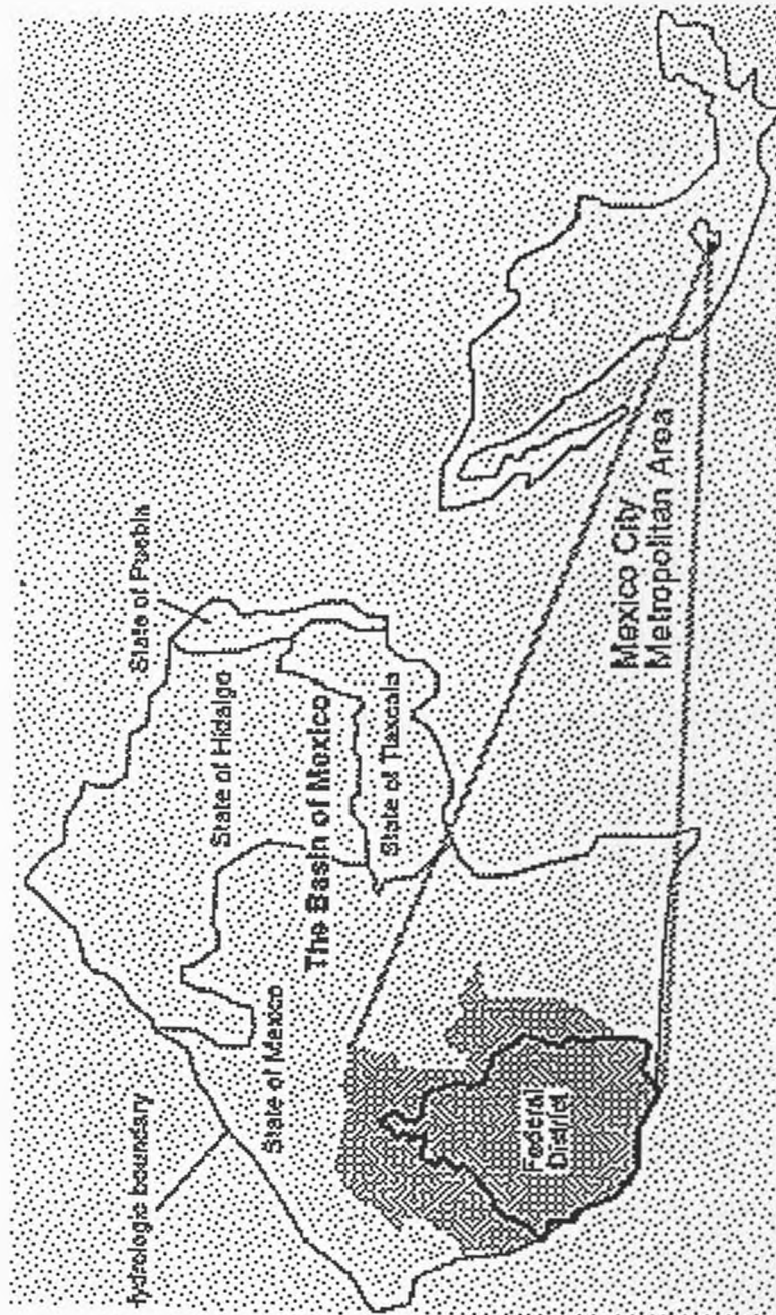 hydrologic boundary
State of Mexico
State of Hidalgo
State of Puebla
The Basin of Mexico
State of Tlaxcala
Federal
District
Mexico City
Metropolitan Area